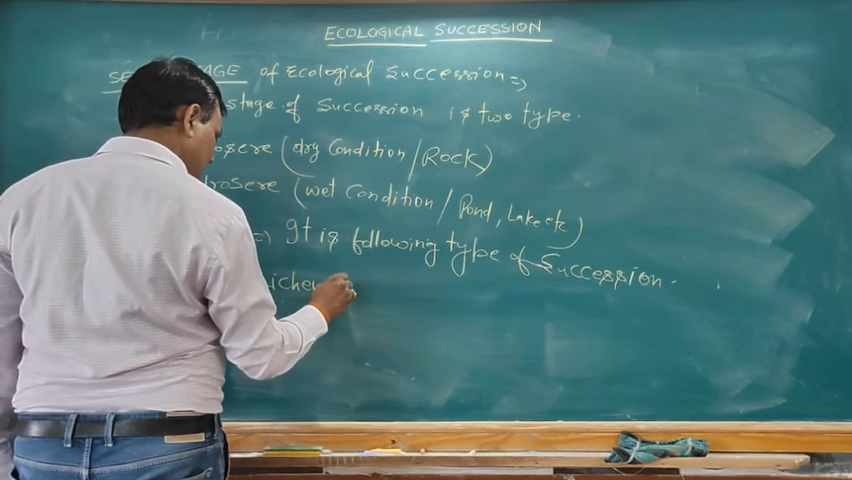 ECOLOGICAL SUCCESSION
of Ecological Succession ⇒
stage of Succession is two type.
(dry Condition / Rock)
(wet Condition / Pond, Lake etc)
⇒ It is following type of Succession.